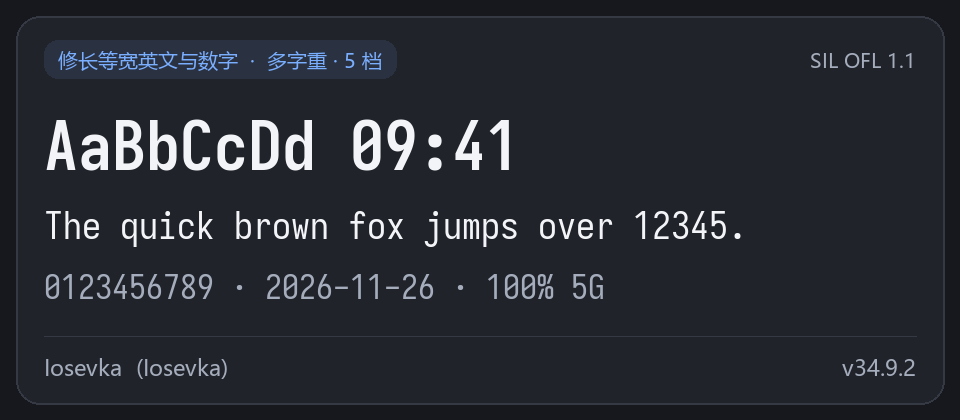 修长等宽英文与数字 · 多字重 · 5 档
SIL OFL 1.1
AaBbCcDd 09:41
The quick brown fox jumps over 12345.
0123456789 · 2026-11-26 · 100% 5G
Iosevka (Iosevka)
v34.9.2